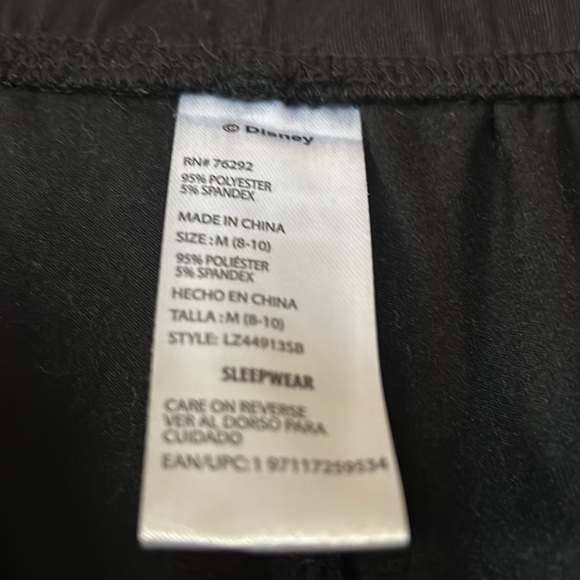 © Disney
RN# 76292
95% POLYESTER
5% SPANDEX
MADE IN CHINA
SIZE : M (8-10)
95% POLIÉSTER
5% SPANDEX
HECHO EN CHINA
TALLA : M (8-10)
STYLE: LZ449135B
SLEEPWEAR
CARE ON REVERSE
VER AL DORSO PARA
CUIDADO
EAN/UPC: 1 97117259534